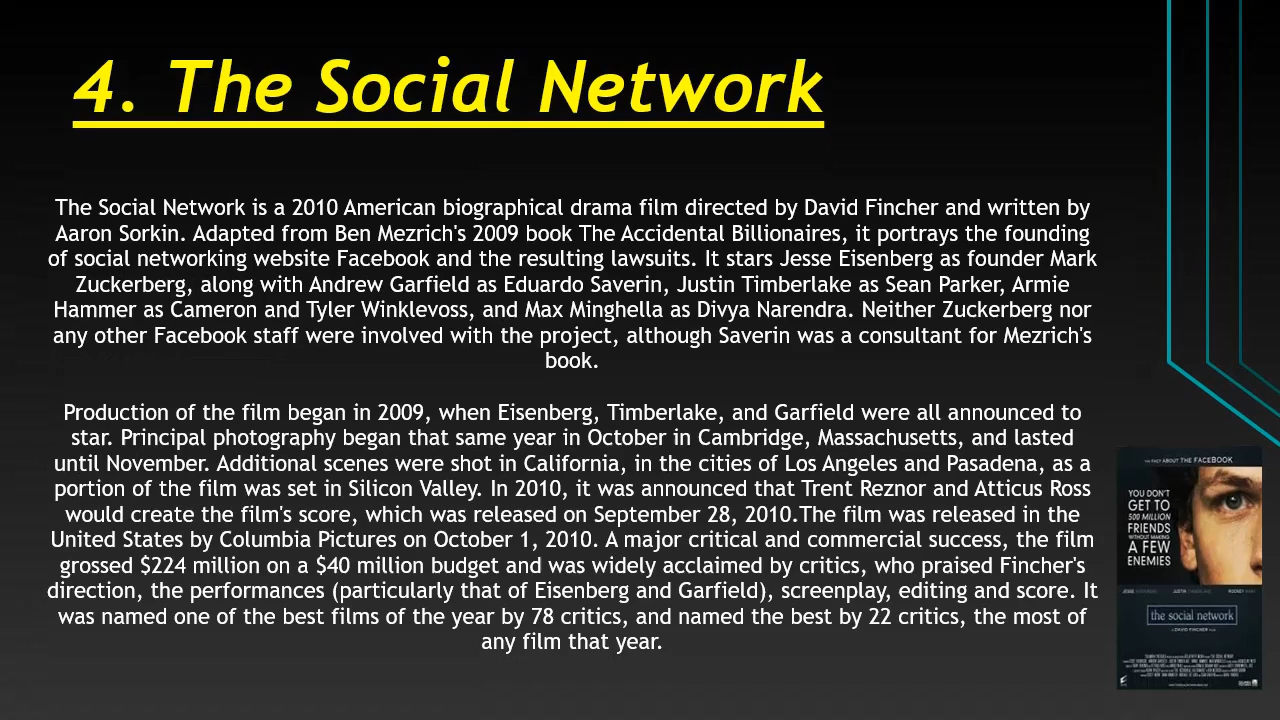 4. The Social Network
The Social Network is a 2010 American biographical drama film directed by David Fincher and written by
Aaron Sorkin. Adapted from Ben Mezrich's 2009 book The Accidental Billionaires, it portrays the founding
of social networking website Facebook and the resulting lawsuits. It stars Jesse Eisenberg as founder Mark
Zuckerberg, along with Andrew Garfield as Eduardo Saverin, Justin Timberlake as Sean Parker, Armie
Hammer as Cameron and Tyler Winklevoss, and Max Minghella as Divya Narendra. Neither Zuckerberg nor
any other Facebook staff were involved with the project, although Saverin was a consultant for Mezrich's
book.
Production of the film began in 2009, when Eisenberg, Timberlake, and Garfield were all announced to
star. Principal photography began that same year in October in Cambridge, Massachusetts, and lasted
until November. Additional scenes were shot in California, in the cities of Los Angeles and Pasadena, as a
portion of the film was set in Silicon Valley. In 2010, it was announced that Trent Reznor and Atticus Ross
would create the film's score, which was released on September 28, 2010.The film was released in the
United States by Columbia Pictures on October 1, 2010. A major critical and commercial success, the film
grossed $224 million on a $40 million budget and was widely acclaimed by critics, who praised Fincher's
direction, the performances (particularly that of Eisenberg and Garfield), screenplay, editing and score. It
was named one of the best films of the year by 78 critics, and named the best by 22 critics, the most of
any film that year.
ABOUT THE FACEBOOK
YOU DON'T
GET TO
500 MILLION
FRIENDS
WITHOUT MAKING
A FEW
ENEMIES
the social network